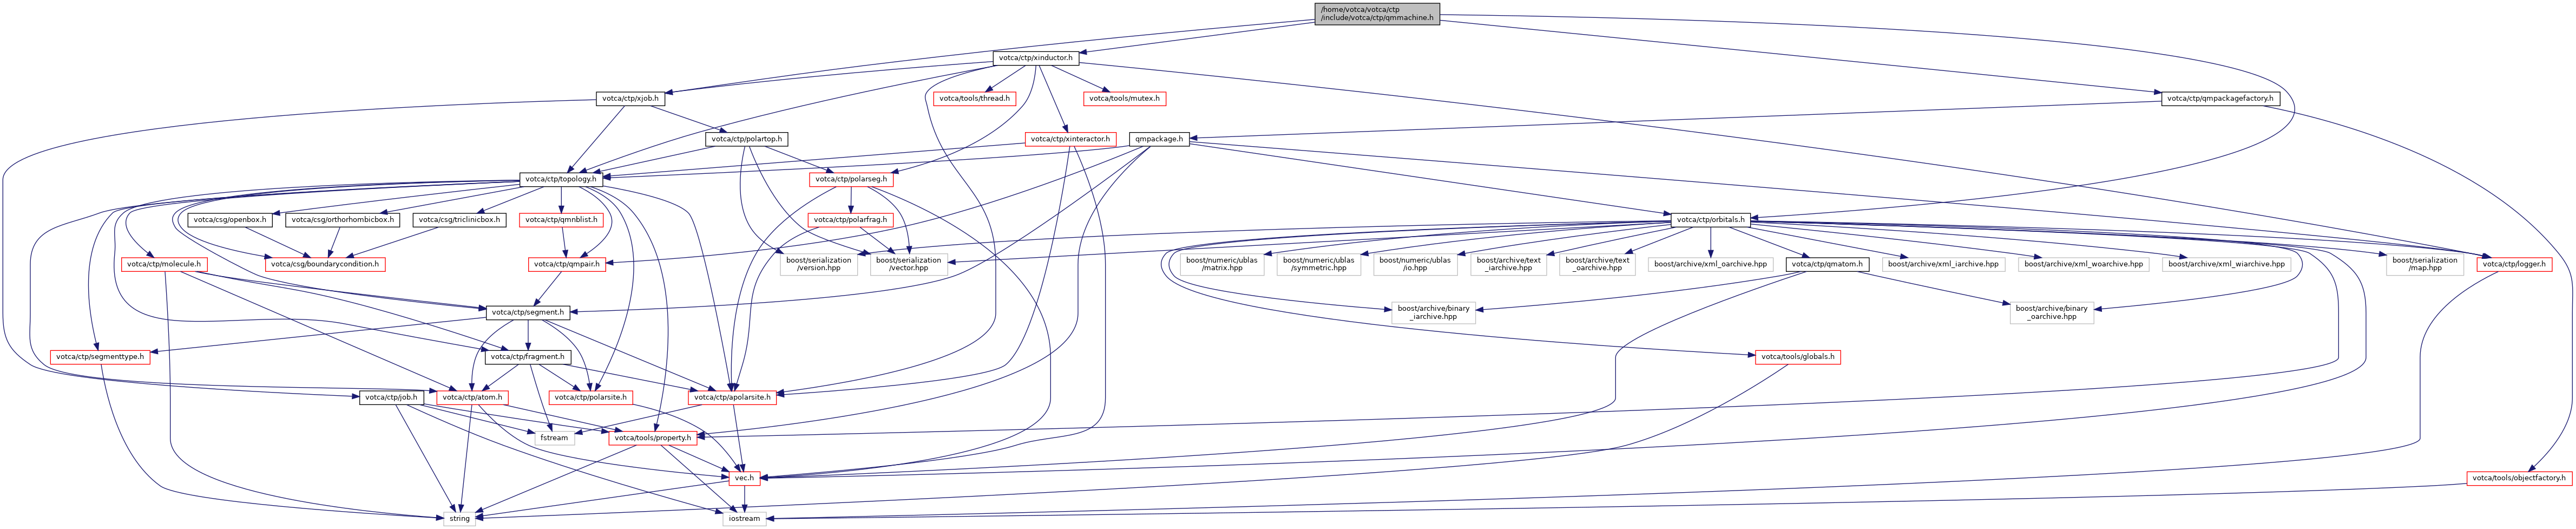 /home/votca/votca/ctp
/include/votca/ctp/qmmachine.h
votca/ctp/xinductor.h
votca/ctp/xjob.h
votca/tools/thread.h
votca/tools/mutex.h
votca/ctp/qmpackagefactory.h
votca/ctp/polartop.h
votca/ctp/xinteractor.h
qmpackage.h
votca/ctp/topology.h
votca/ctp/polarseg.h
votca/csg/openbox.h
votca/csg/orthorhombicbox.h
votca/csg/triclinicbox.h
votca/ctp/qmnblist.h
votca/ctp/polarfrag.h
votca/ctp/orbitals.h
votca/ctp/molecule.h
votca/csg/boundarycondition.h
votca/ctp/qmpair.h
boost/serialization
/version.hpp
boost/serialization
/vector.hpp
boost/numeric/ublas
/matrix.hpp
boost/numeric/ublas
/symmetric.hpp
boost/numeric/ublas
/io.hpp
boost/archive/text
_iarchive.hpp
boost/archive/text
_oarchive.hpp
boost/archive/xml_oarchive.hpp
votca/ctp/qmatom.h
boost/archive/xml_iarchive.hpp
boost/archive/xml_woarchive.hpp
boost/archive/xml_wiarchive.hpp
boost/serialization
/map.hpp
votca/ctp/logger.h
votca/ctp/segment.h
boost/archive/binary
_iarchive.hpp
boost/archive/binary
_oarchive.hpp
votca/ctp/segmenttype.h
votca/ctp/fragment.h
votca/tools/globals.h
votca/ctp/job.h
votca/ctp/atom.h
votca/ctp/polarsite.h
votca/ctp/apolarsite.h
fstream
votca/tools/property.h
vec.h
votca/tools/objectfactory.h
string
iostream